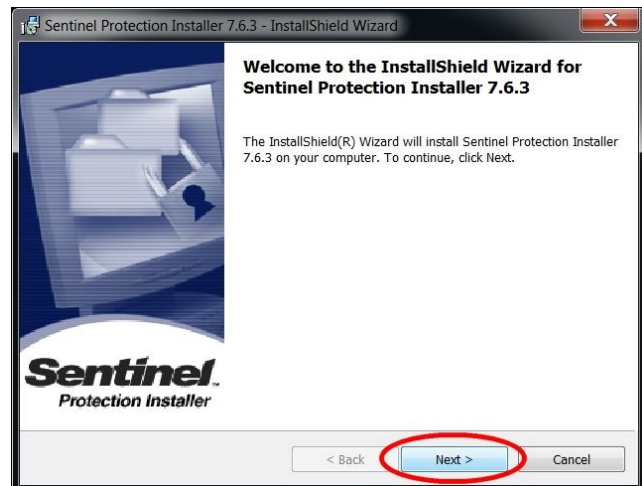 Sentinel Protection Installer 7.6.3 - InstallShield Wizard
Welcome to the InstallShield Wizard for
Sentinel Protection Installer 7.6.3
The InstallShield(R) Wizard will install Sentinel Protection Installer
7.6.3 on your computer. To continue, click Next.
Sentinel™
Protection Installer
< Back
Next >
Cancel